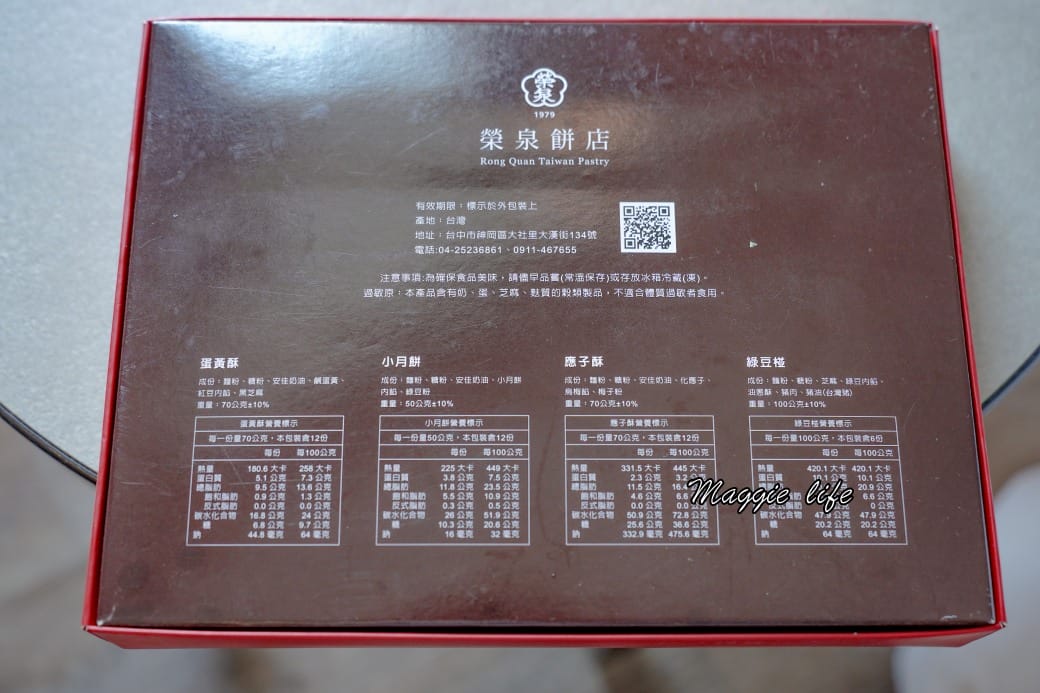 榮泉
1979
榮泉餅店
Rong Quan Taiwan Pastry
有效期限：標示於外包裝上
產地：台灣
地址：台中市神岡區大社里大漢街134號
電話:04-25236861、0911-467655
注意事項:為確保食品美味，請儘早品嘗(常溫保存)或存放冰箱冷藏(凍)。
過敏原：本產品含有奶、蛋、芝麻、麩質的穀類製品，不適合體質過敏者食用。
蛋黃酥
成份：麵粉、糖粉、安佳奶油、鹹蛋黃、
紅豆內餡、黑芝麻
重量：70公克±10%
蛋黃酥營養標示
每一份量70公克，本包裝含12份
每份 每100公克
熱量 180.6 大卡 258 大卡
蛋白質 5.1 公克 7.3 公克
總脂肪 9.5 公克 13.6 公克
飽和脂肪 0.9 公克 1.3 公克
反式脂肪 0.0 公克 0.0 公克
碳水化合物 16.8 公克 24 公克
糖 6.8 公克 9.7 公克
鈉 44.8 毫克 64 毫克
小月餅
成份：麵粉、糖粉、安佳奶油、小月餅
內餡、綠豆粉
重量：50公克±10%
小月餅營養標示
每一份量50公克，本包裝含12份
每份 每100公克
熱量 225 大卡 449 大卡
蛋白質 3.8 公克 7.5 公克
總脂肪 11.8 公克 23.5 公克
飽和脂肪 5.5 公克 10.9 公克
反式脂肪 0.3 公克 0.5 公克
碳水化合物 26 公克 51.9 公克
糖 10.3 公克 20.6 公克
鈉 16 毫克 32 毫克
應子酥
成份：麵粉、糖粉、安佳奶油、化應子、
烏梅餡、梅子粉
重量：70公克±10%
應子酥營養標示
每一份量70公克，本包裝含12份
每份 每100公克
熱量 331.5 大卡 445 大卡
蛋白質 2.3 公克 3.2
總脂肪 11.5 公克 16.4
飽和脂肪 4.6 公克 6.6
反式脂肪 0.0 公克 0.0 公克
碳水化合物 50.9 公克 72.8 公克
糖 25.6 公克 36.6 公克
鈉 332.9 毫克 475.6 毫克
綠豆椪
成份：麵粉、糖粉、芝麻、綠豆內餡、
油蔥酥、豬肉、豬油(台灣豬)
重量：100公克±10%
綠豆椪營養標示
每一份量100公克，本包裝含6份
每份 每100公克
熱量 420.1 大卡 420.1 大卡
蛋白質 公克 10.1 公克
20.9 公克
6.6 公克
0 公克
碳水化合物 公克 47.9 公克
糖 20.2 公克 20.2 公克
鈉 64 毫克 64 毫克
Maggie life